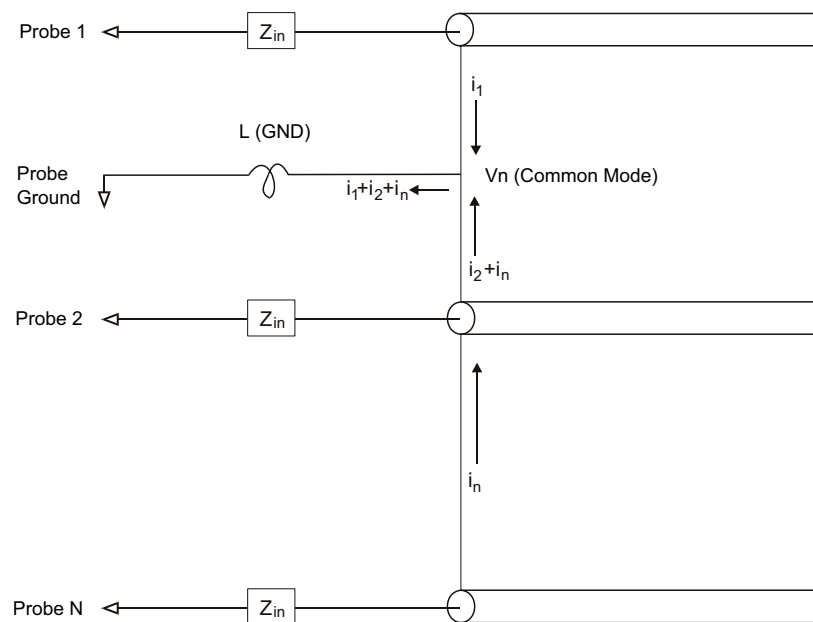 Probe 1
Zin
i1
L (GND)
Probe
Ground
i1+i2+in
Vn (Common Mode)
i2+in
Probe 2
Zin
in
Probe N
Zin